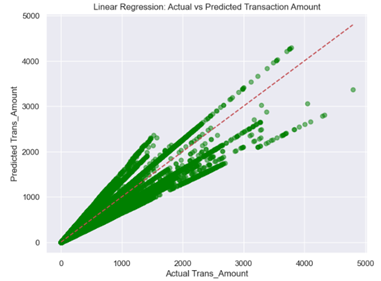 Linear Regression: Actual vs Predicted Transaction Amount
5000
4000
3000
2000
1000
0
Predicted Trans_Amount
0 1000 2000 3000 4000 5000
Actual Trans_Amount